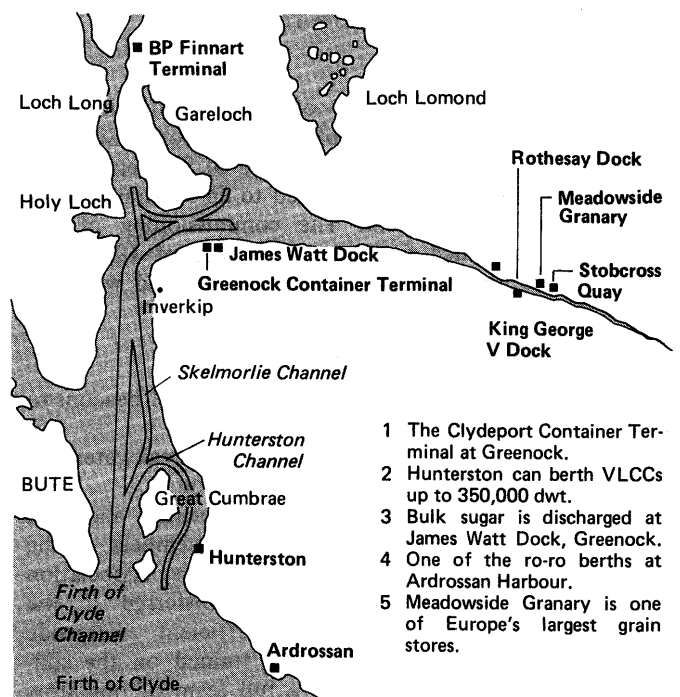 BP Finnart
Terminal
Loch Long
Gareloch
Loch Lomond
Rothesay Dock
Holy Loch
Meadowside
Granary
James Watt Dock
Stobcross
Quay
Greenock Container Terminal
Inverkip
King George
V Dock
Skelmorlie Channel
Hunterston
Channel
BUTE
Great Cumbrae
Hunterston
Firth of
Clyde
Channel
Ardrossan
Firth of Clyde
1 The Clydeport Container Ter-
minal at Greenock.
2 Hunterston can berth VLCCs
up to 350,000 dwt.
3 Bulk sugar is discharged at
James Watt Dock, Greenock.
4 One of the ro-ro berths at
Ardrossan Harbour.
5 Meadowside Granary is one
of Europe's largest grain
stores.